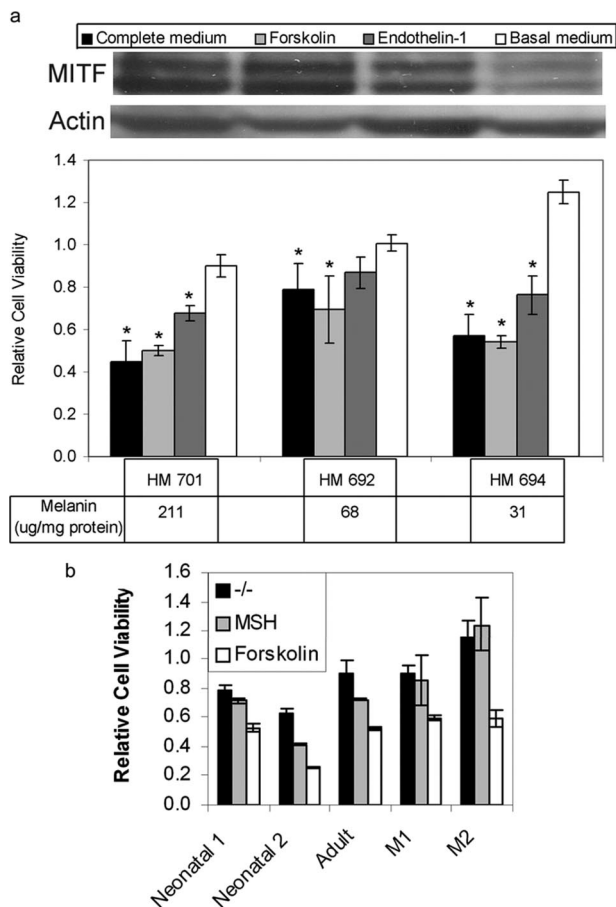 a
Complete medium Forskolin Endothelin-1 Basal medium
MITF
Actin
Relative Cell Viability
1.4
1.2
1.0
0.8
0.6
0.4
0.2
0.0
* * *
* *
* * *
HM 701 HM 692 HM 694
Melanin
(ug/mg protein)
211 68 31
b
Relative Cell Viability
1.6
1.4
1.2
1.0
0.8
0.6
0.4
0.2
0.0
-/-
MSH
Forskolin
Neonatal 1
Neonatal 2
Adult
M1
M2